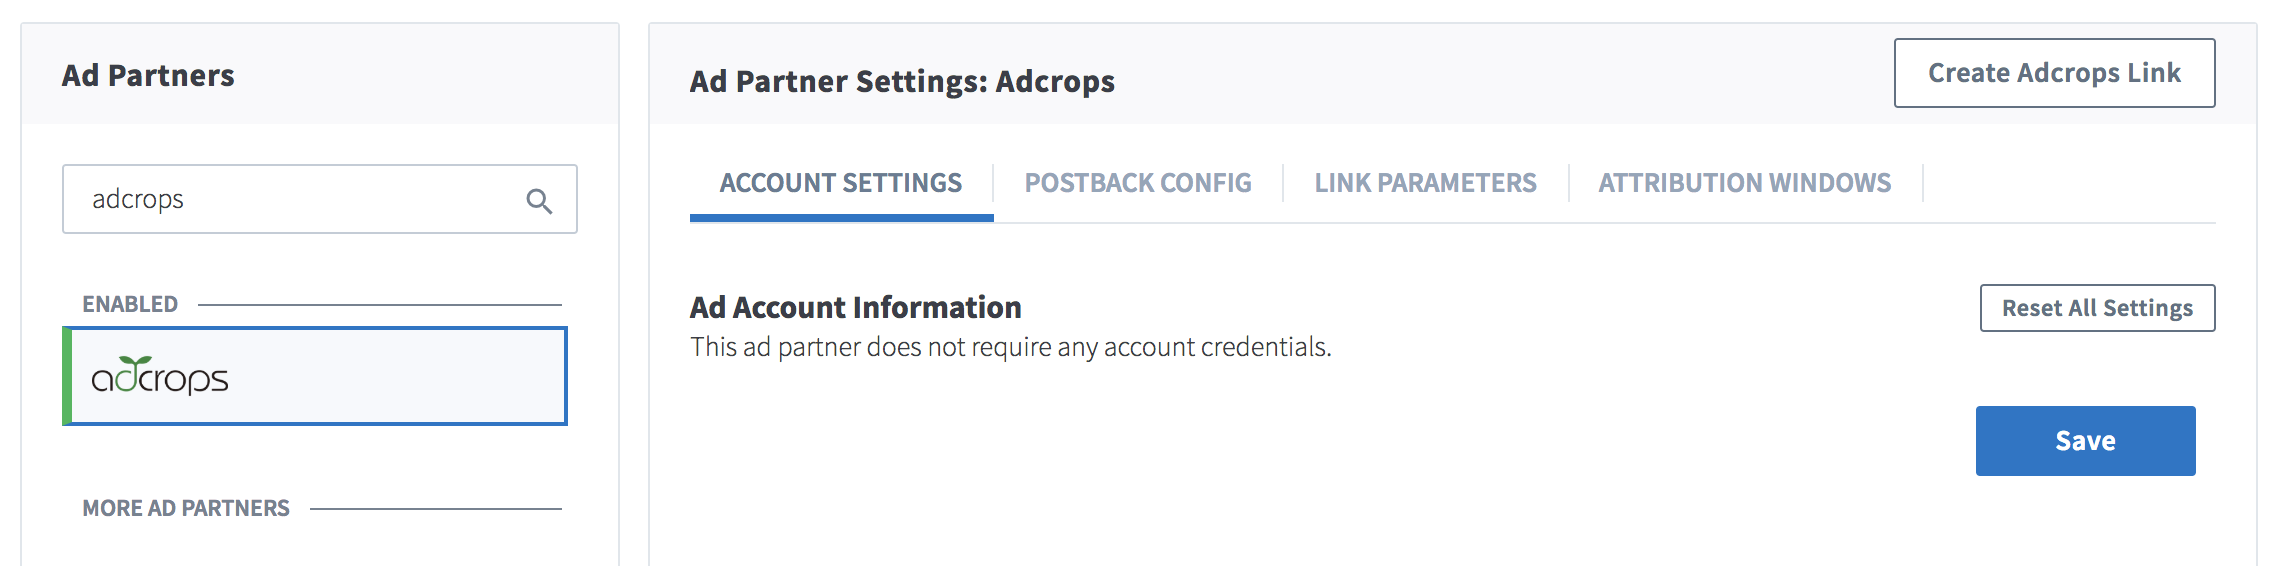 Ad Partners
adcrops
ENABLED
adcrops
MORE AD PARTNERS
Ad Partner Settings: Adcrops
Create Adcrops Link
ACCOUNT SETTINGS
POSTBACK CONFIG
LINK PARAMETERS
ATTRIBUTION WINDOWS
Ad Account Information
Reset All Settings
This ad partner does not require any account credentials.
Save